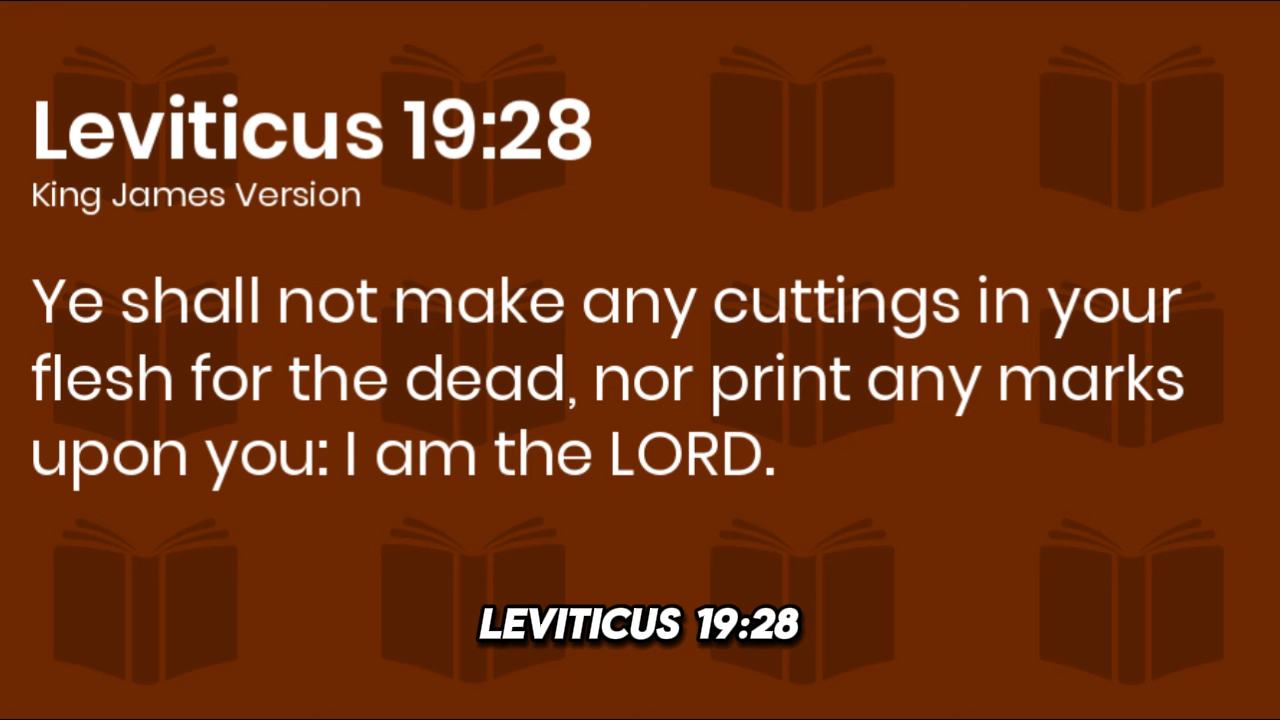 Leviticus 19:28
King James Version
Ye shall not make any cuttings in your
flesh for the dead, nor print any marks
upon you: I am the LORD.
LEVITICUS 19:28